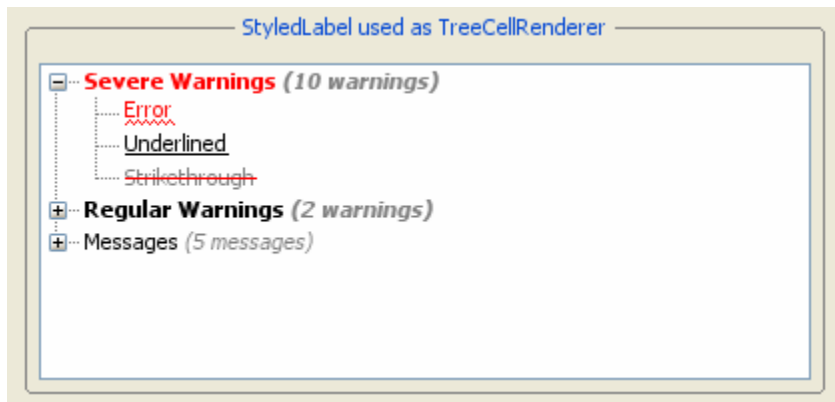 StyledLabel used as TreeCellRenderer
Severe Warnings (10 warnings)
Error
Underlined
Strikethrough
Regular Warnings (2 warnings)
Messages (5 messages)